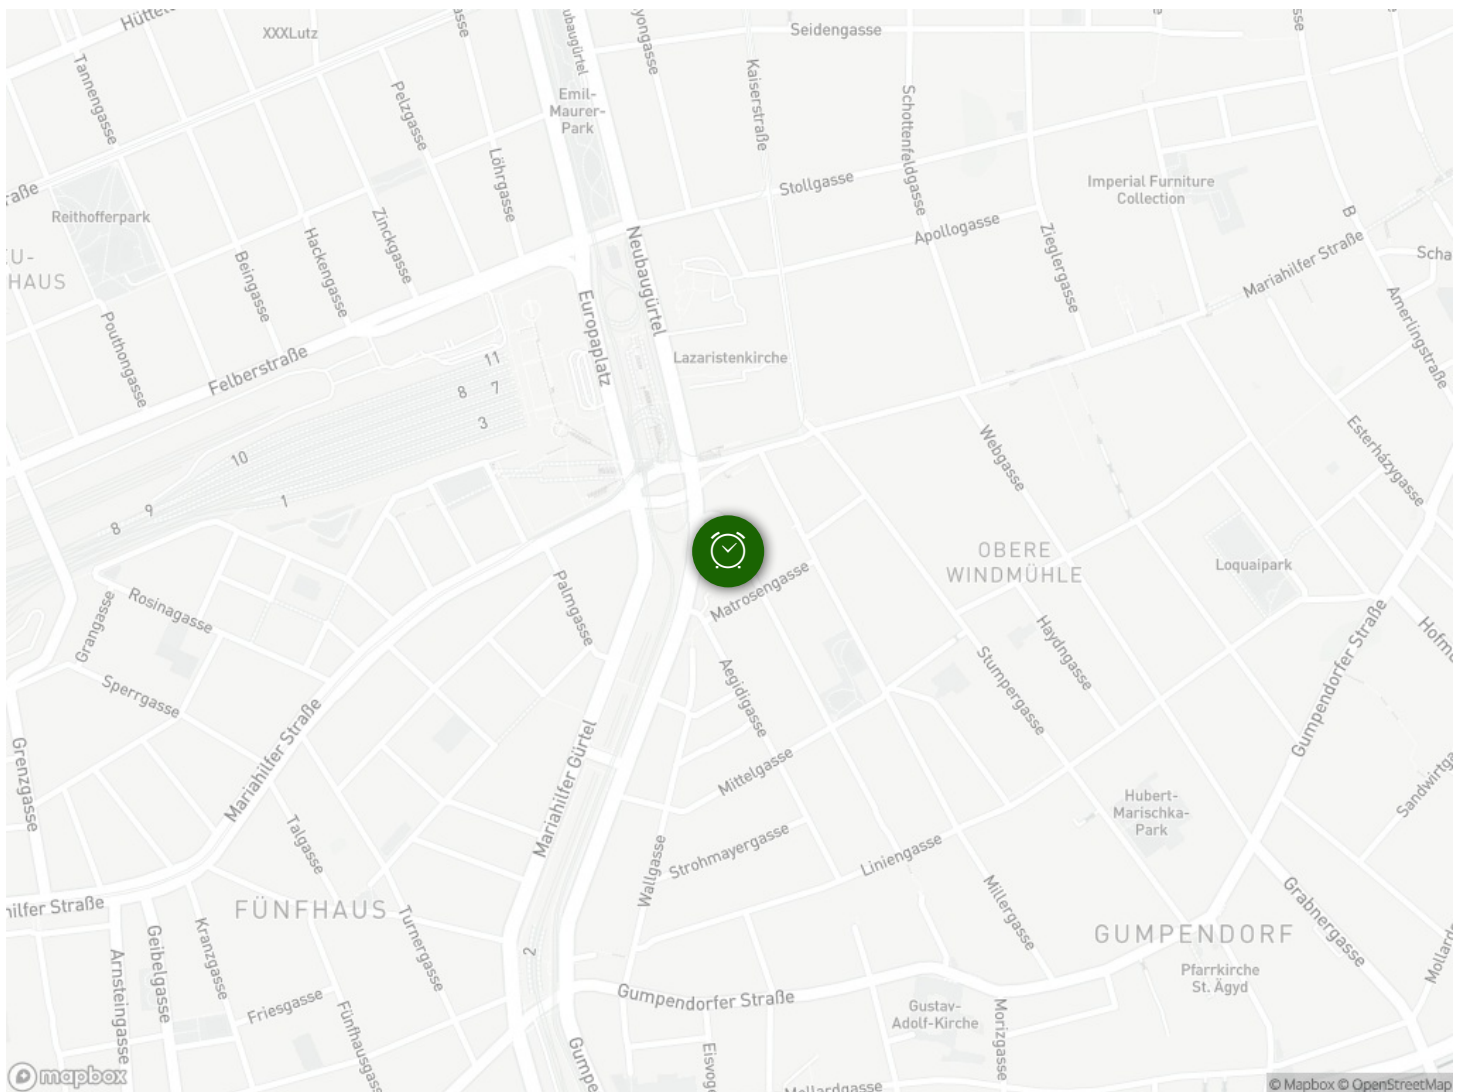 XXXLutz
Seidengasse
Tannengasse
Pelzgasse
Emil-
Maurer-
Park
Kaiserstraße
Schottenfeldgasse
Löhrgasse
Stollgasse
Imperial Furniture
Collection
Reithofferpark
Zinckgasse
Hackengasse
Beingasse
Neubaugürtel
Apollogasse
Zieglergasse
Mariahilfer Straße
B
Amerlingstraße
Pouthongasse
Europaplatz
Felberstraße
Lazaristenkirche
11
8
7
3
10
9
8
1
Webgasse
Esterházygasse
OBERE
WINDMÜHLE
Loquaipark
Matrosengasse
Palmgasse
Rosinagasse
Grangasse
Sperrgasse
Haydngasse
Stumpergasse
Aegidigasse
Gumpendorfer Straße
Mariahilfer Straße
Mariahilfer Gürtel
Mittelgasse
Grenzgasse
Hubert-
Marischka-
Park
Talgasse
Strohmayergasse
Wallgasse
Liniengasse
Millergasse
Grabnergasse
FÜNFHAUS
hilfer Straße
Turnergasse
Kranzgasse
Geibelgasse
Arnsteingasse
2
GUMPENDORF
Pfarrkirche
St. Ägyd
Friesgasse
Fünfhausgass
Gumpendorfer Straße
Gustav-
Adolf-Kirche
Morizgasse
mapbox
© Mapbox © OpenStreetMap